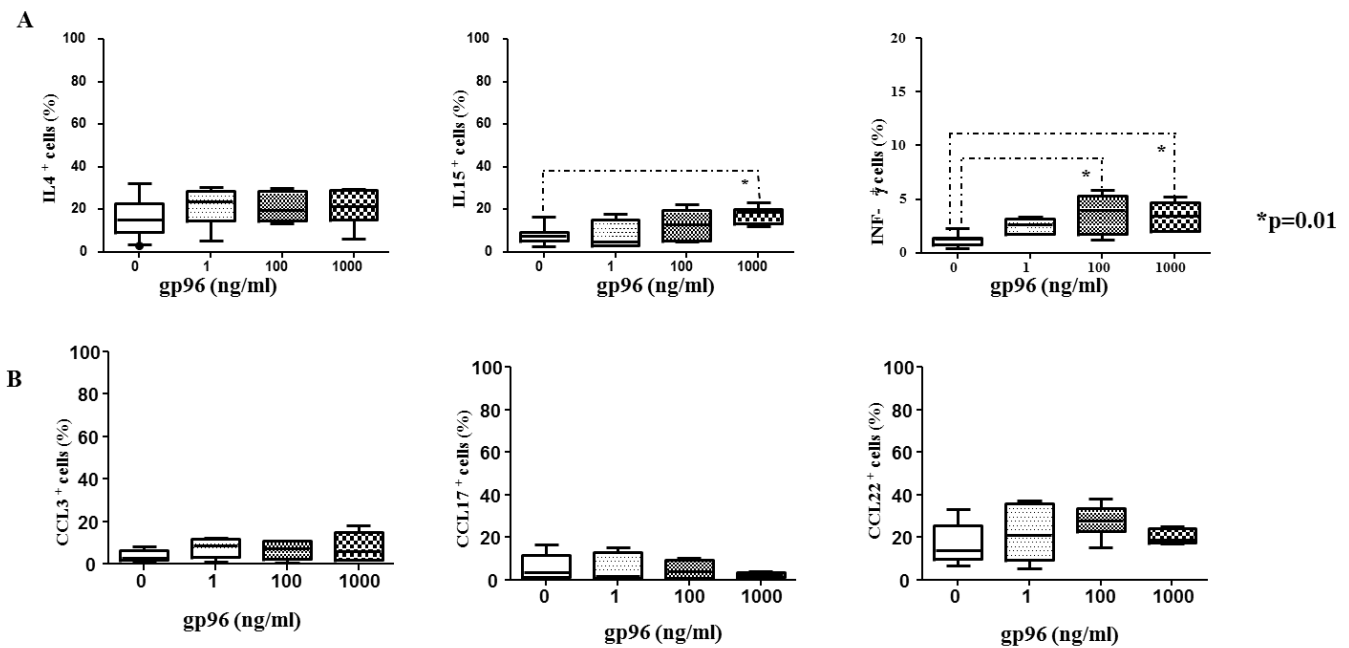 A
100
80
60
40
20
0
IL4 + cells (%)
0 1 100 1000
gp96 (ng/ml)
100
80
60
40
20
0
IL15 + cells (%)
*
0 1 100 1000
gp96 (ng/ml)
20
15
10
5
0
INF- γ+ cells (%)
*
*
0 1 100 1000
gp96 (ng/ml)
*p=0.01
B
100
80
60
40
20
0
CCL3 + cells (%)
0 1 100 1000
gp96 (ng/ml)
100
80
60
40
20
0
CCL17 + cells (%)
0 1 100 1000
gp96 (ng/ml)
100
80
60
40
20
0
CCL22 + cells (%)
0 1 100 1000
gp96 (ng/ml)